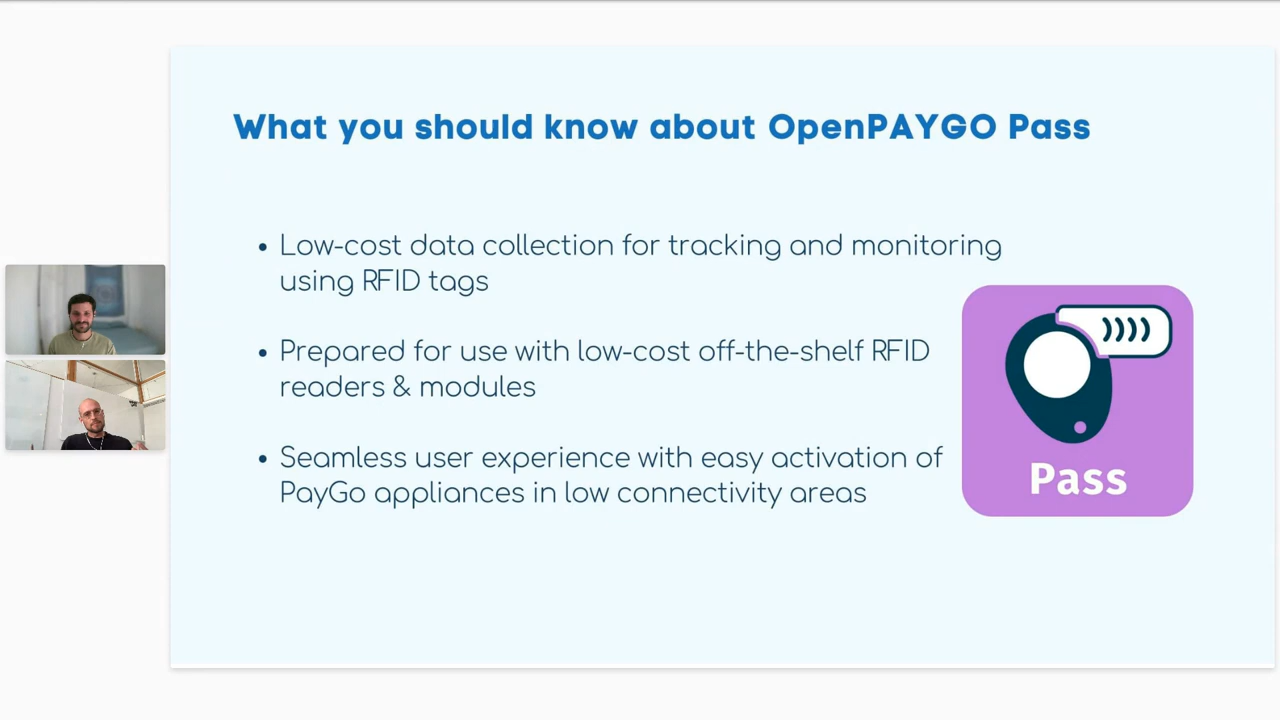 What you should know about OpenPAYGO Pass
• Low-cost data collection for tracking and monitoring
using RFID tags
• Prepared for use with low-cost off-the-shelf RFID
readers & modules
• Seamless user experience with easy activation of
PayGo appliances in low connectivity areas
Pass